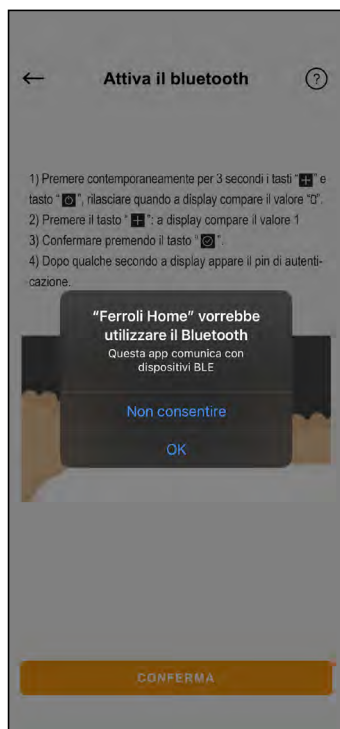 Attiva il bluetooth ?
1) Premere contemporaneamente per 3 secondi i tasti “+” e
tasto “”, rilasciare quando a display compare il valore “0”.
2) Premere il tasto “+”: a display compare il valore 1
3) Confermare premendo il tasto “”.
4) Dopo qualche secondo a display appare il pin di autenti-
cazione.
“Ferroli Home” vorrebbe
utilizzare il Bluetooth
Questa app comunica con
dispositivi BLE
Non consentire
OK
CONFERMA